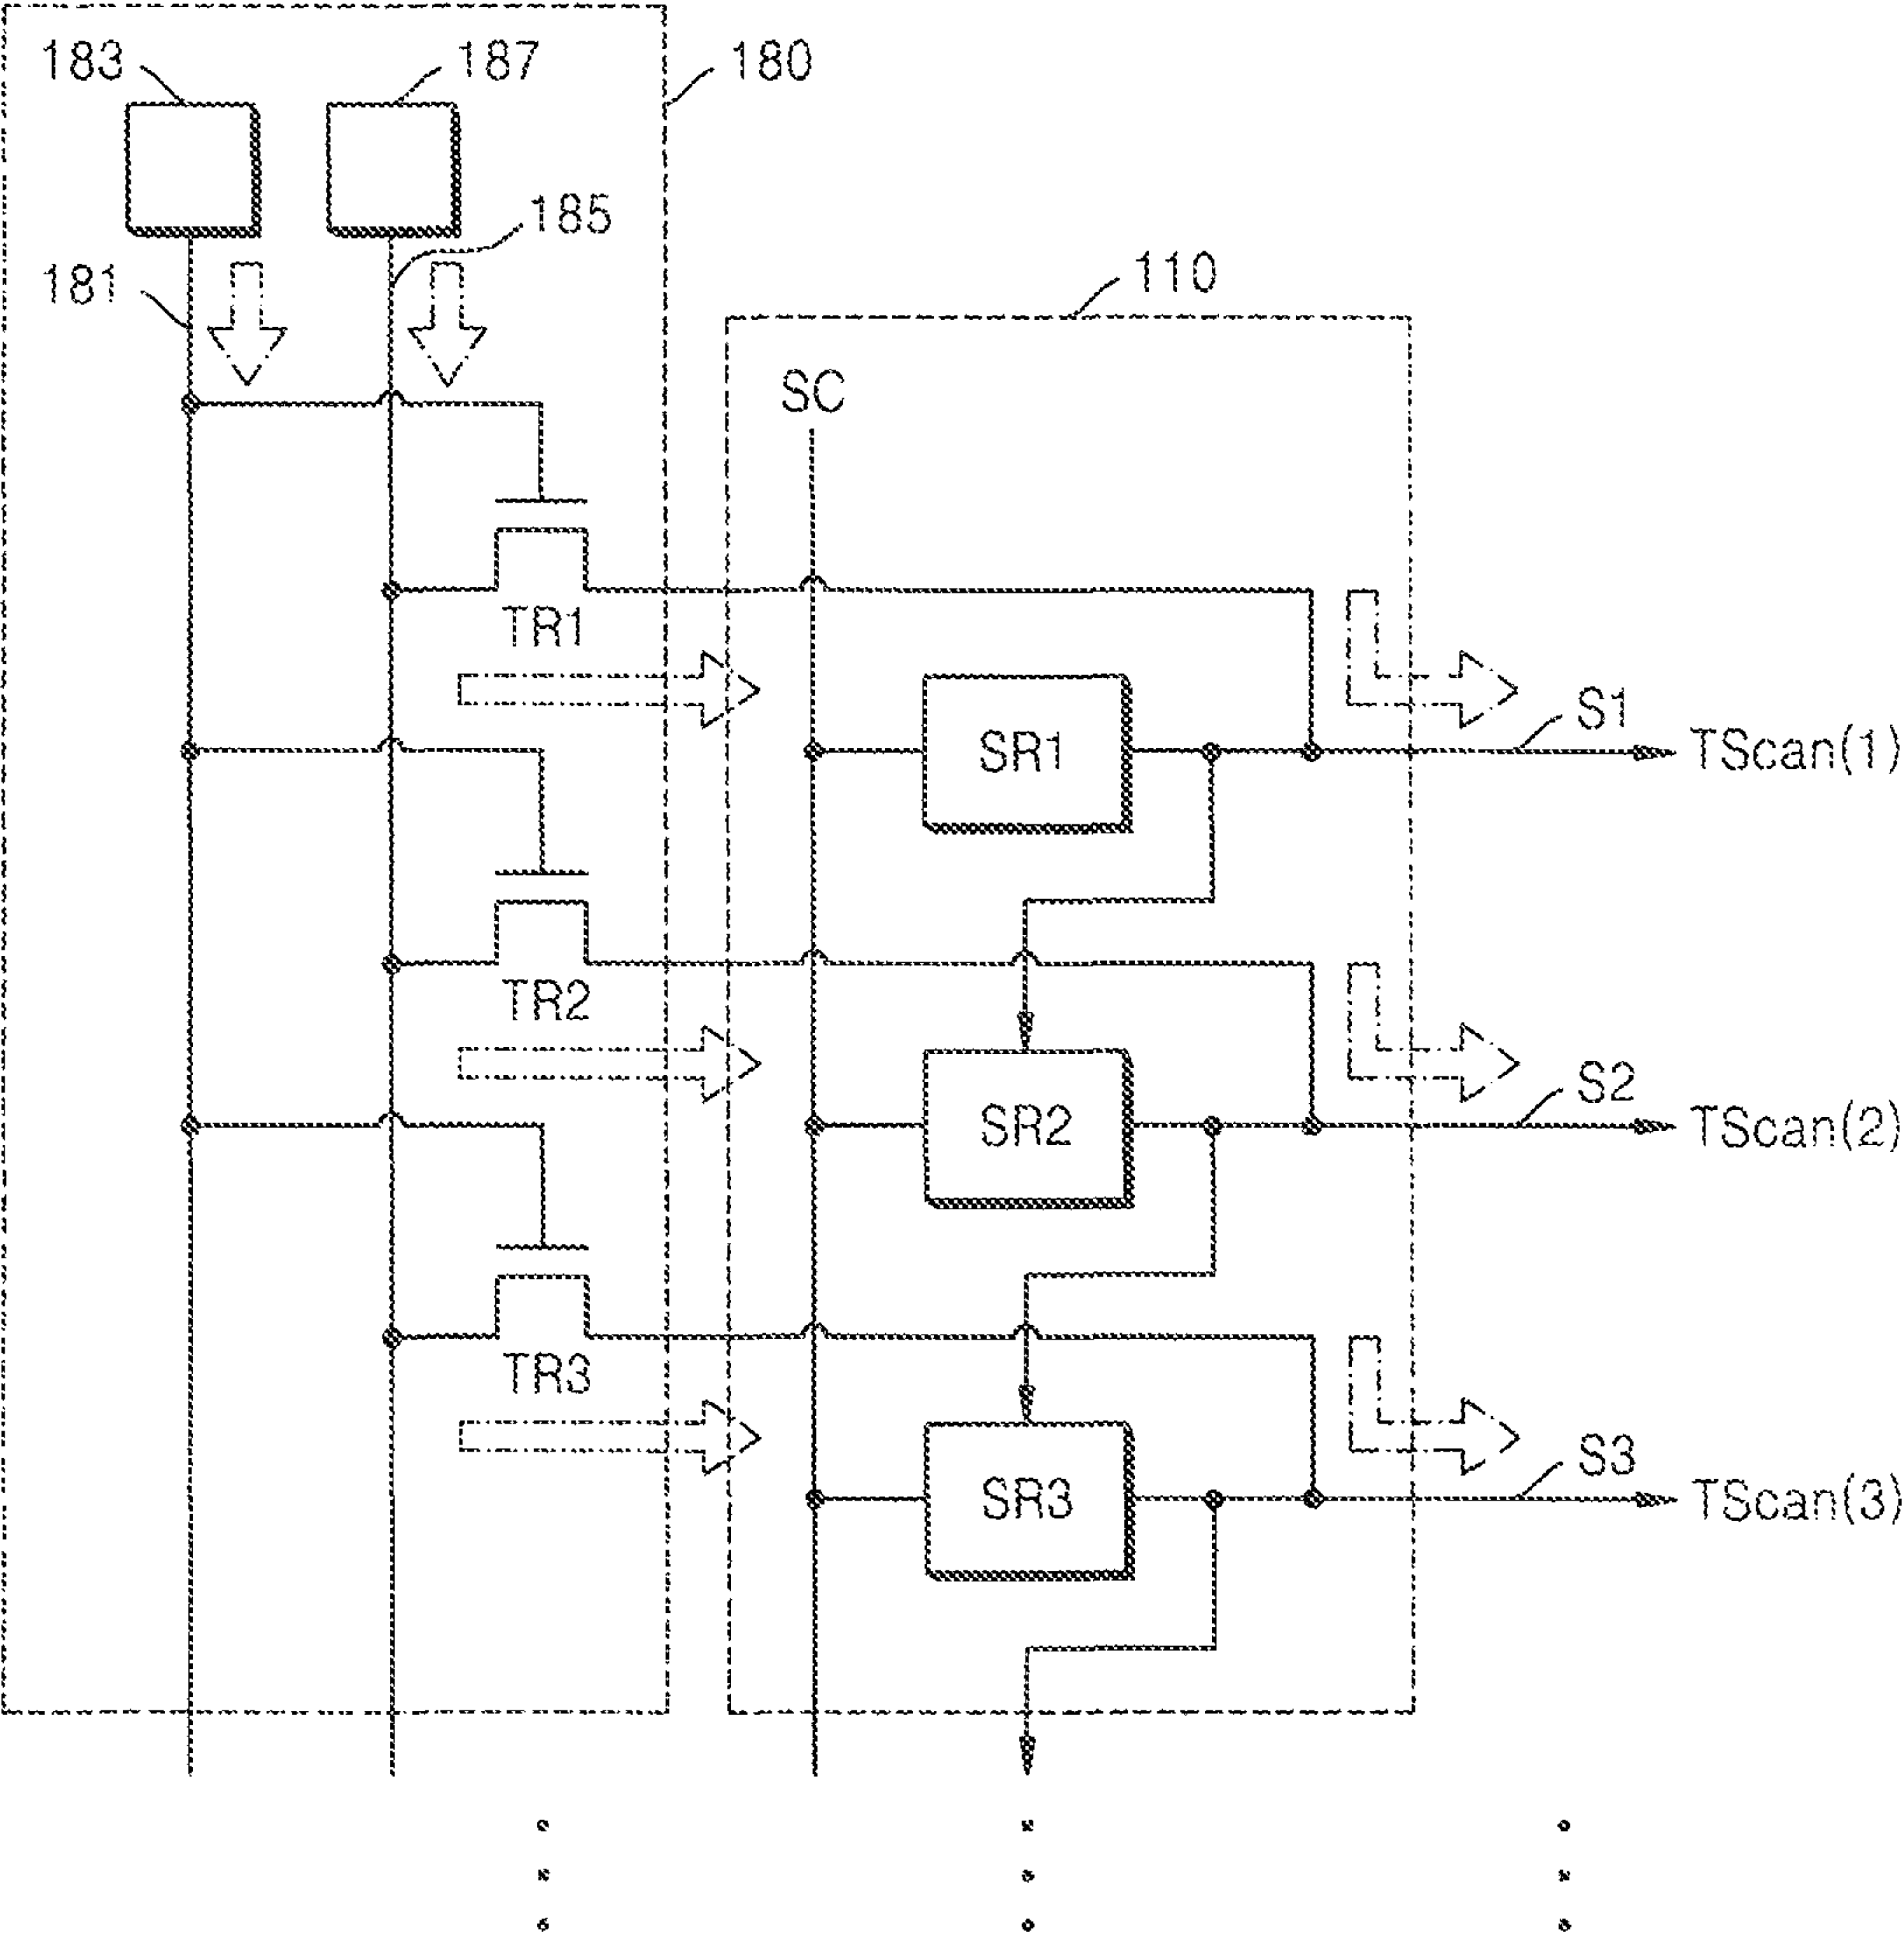 183
187
180
185
181
110
SC
TR1
S1
SR1
TScan(1)
TR2
S2
SR2
TScan(2)
TR3
S3
SR3
TScan(3)